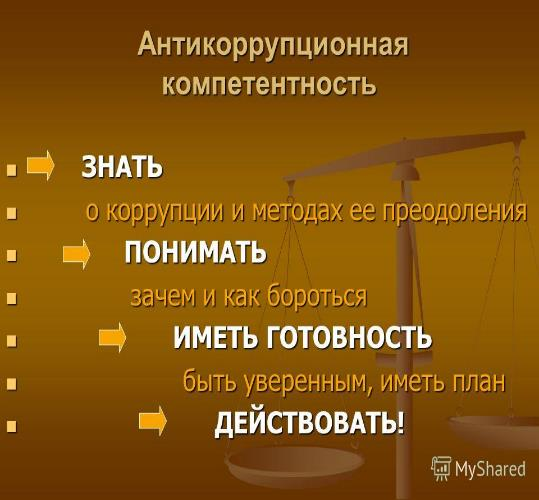 Антикоррупционная
компетентность
ЗНАТЬ
о коррупции и методах ее преодоления
ПОНИМАТЬ
зачем и как бороться
ИМЕТЬ ГОТОВНОСТЬ
быть уверенным, иметь план
ДЕЙСТВОВАТЬ!
MyShared